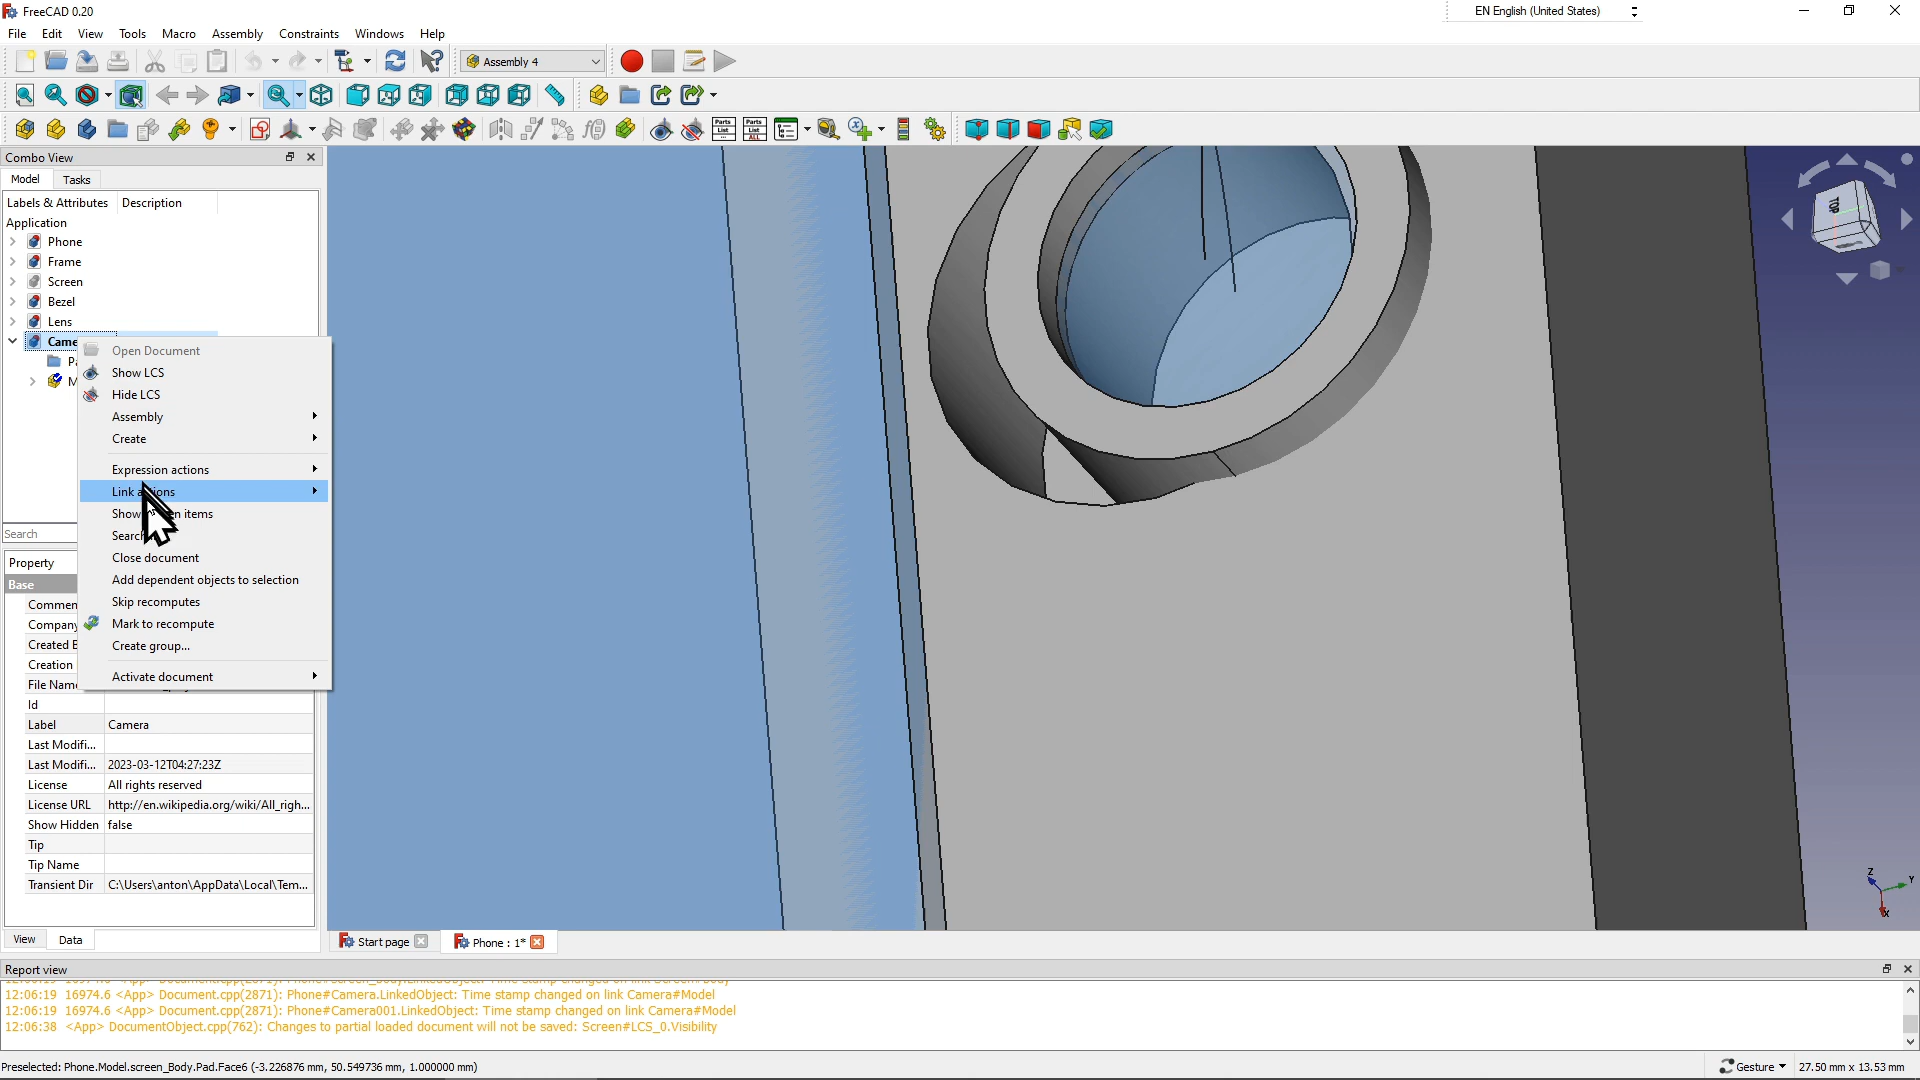 FreeCAD 0.20
EN English (United States)
File Edit View Tools Macro Assembly Constraints Windows Help
Assembly 4
Parts List
Parts List ALL
Combo View
Model Tasks
Labels & Attributes Description
Application
Phone
Frame
Screen
Bezel
Lens
Came
Open Document
Show LCS
Hide LCS
Assembly
Create
Expression actions
Link
Show items
Close document
Add dependent objects to selection
Skip recomputes
Mark to recompute
Create group...
Activate document
TOP
Search
Property
Base
Id
Label Camera
Last Modifi...
Last Modifi... 2023-03-12T04:27:23Z
License All rights reserved
License URL http://en.wikipedia.org/wiki/All_righ...
Show Hidden false
Tip
Tip Name
Transient Dir C:\Users\anton\AppData\Local\Tem...
View Data
Z
Y
X
Start page
Phone : 1*
Report view
12:06:19 16974.6 <App> Document.cpp(2871): Phone#Camera.LinkedObject: Time stamp changed on link Camera#Model
12:06:19 16974.6 <App> Document.cpp(2871): Phone#Camera001.LinkedObject: Time stamp changed on link Camera#Model
12:06:38 <App> DocumentObject.cpp(762): Changes to partial loaded document will not be saved: Screen#LCS_0.Visibility
Preselected: Phone.Model.screen_Body.Pad.Face6 (-3.226876 mm, 50.549736 mm, 1.000000 mm)
Gesture
27.50 mm x 13.53 mm